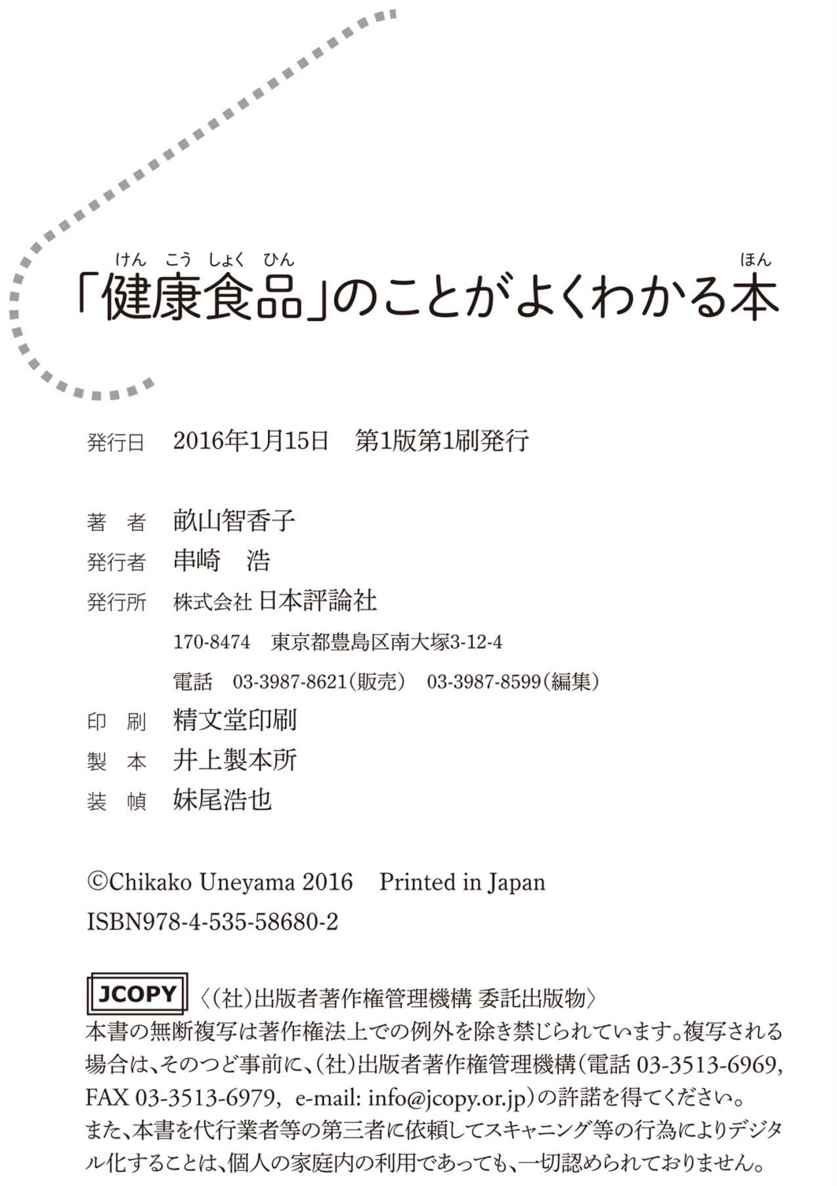 けん こう しょく ひん ほん
「健康食品」のことがよくわかる本
発行日 2016年1月15日 第1版第1刷発行
著 者 畝山智香子
発行者 串崎 浩
発行所 株式会社 日本評論社
170-8474 東京都豊島区南大塚3-12-4
電話 03-3987-8621(販売) 03-3987-8599(編集)
印 刷 精文堂印刷
製 本 井上製本所
装 幀 妹尾浩也
©Chikako Uneyama 2016 Printed in Japan
ISBN978-4-535-58680-2
JCOPY 〈(社)出版者著作権管理機構 委託出版物〉
本書の無断複写は著作権法上での例外を除き禁じられています。複写される
場合は、そのつど事前に、(社)出版者著作権管理機構(電話 03-3513-6969,
FAX 03-3513-6979, e-mail: info@jcopy.or.jp)の許諾を得てください。
また、本書を代行業者等の第三者に依頼してスキャニング等の行為によりデジタ
ル化することは、個人の家庭内の利用であっても、一切認められておりません。